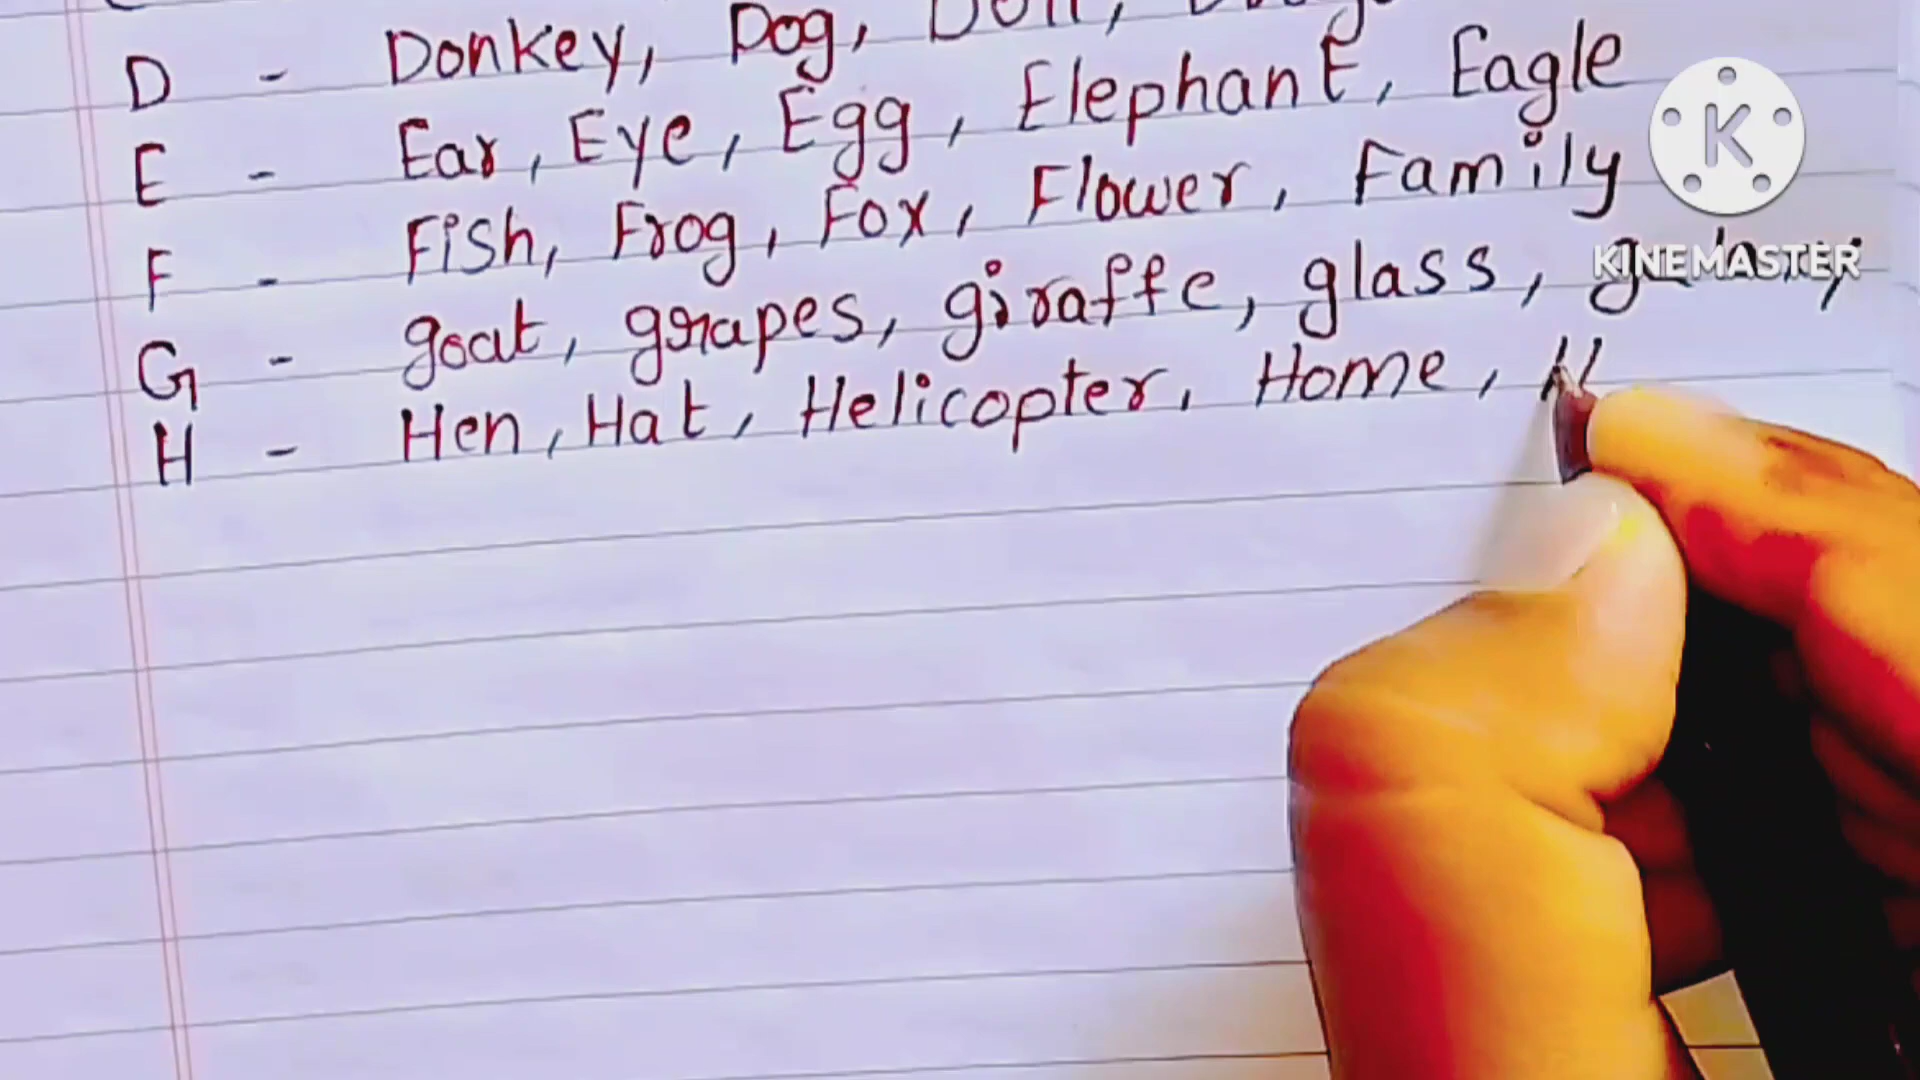 D - Donkey, Dog, Doll,
E - Ear, Eye, Egg, Elephant, Eagle
F - Fish, Frog, Fox, Flower, Family
G - goat, grapes, giraffe, glass,
H - Hen, Hat, Helicopter, Home, H
K
KINEMASTER